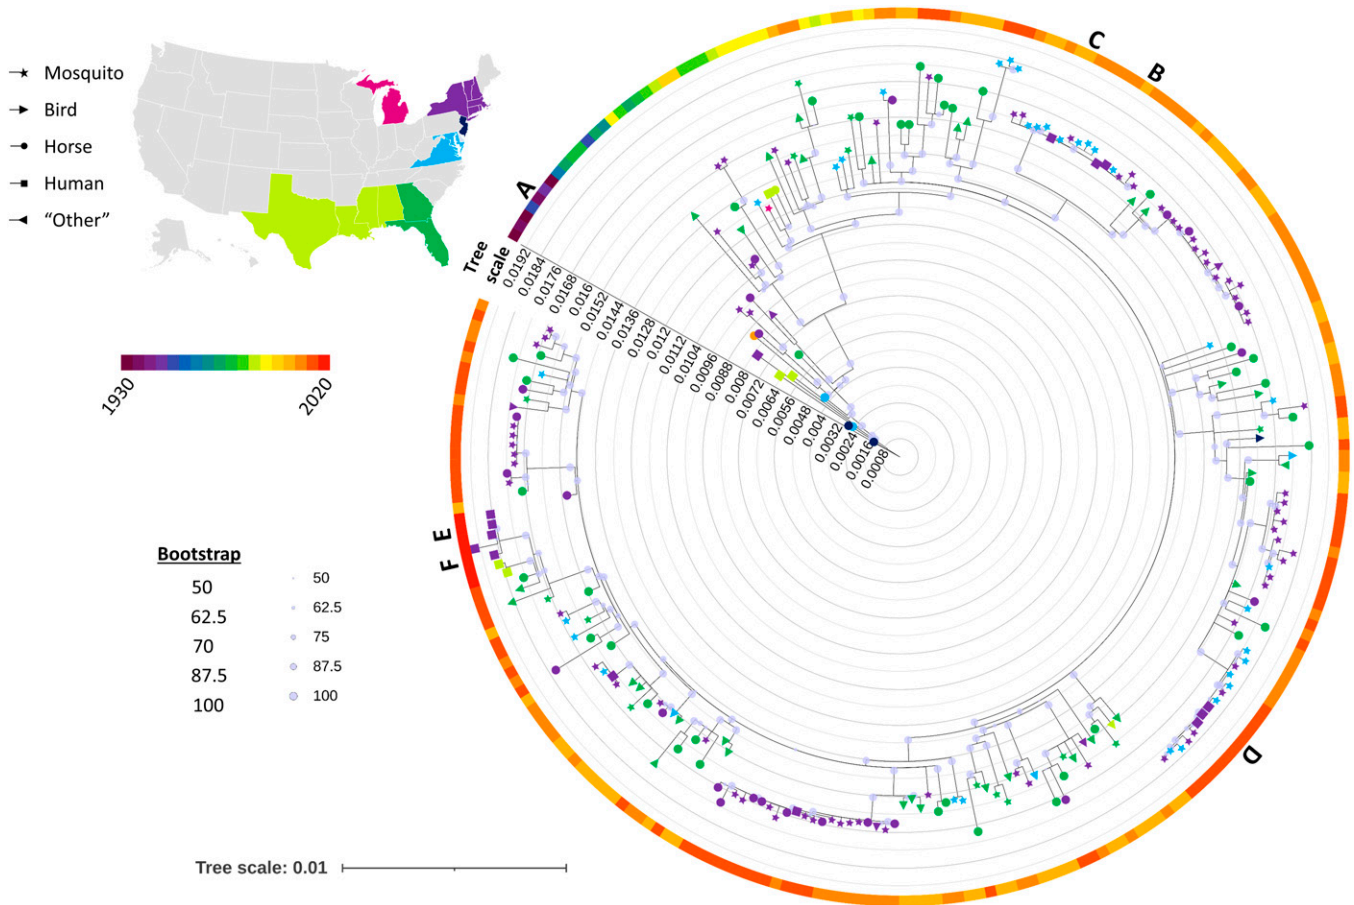 Mosquito
Bird
Horse
Human
“Other”
1930
2020
Bootstrap
50
62.5
70
87.5
100
50
62.5
75
87.5
100
Tree scale: 0.01
A
B
C
D
E
F
Tree
scale
0.0192
0.0184
0.0176
0.0168
0.016
0.0152
0.0144
0.0136
0.0128
0.012
0.0112
0.0104
0.0096
0.0088
0.008
0.0072
0.0064
0.0056
0.0048
0.004
0.0032
0.0024
0.0016
0.0008